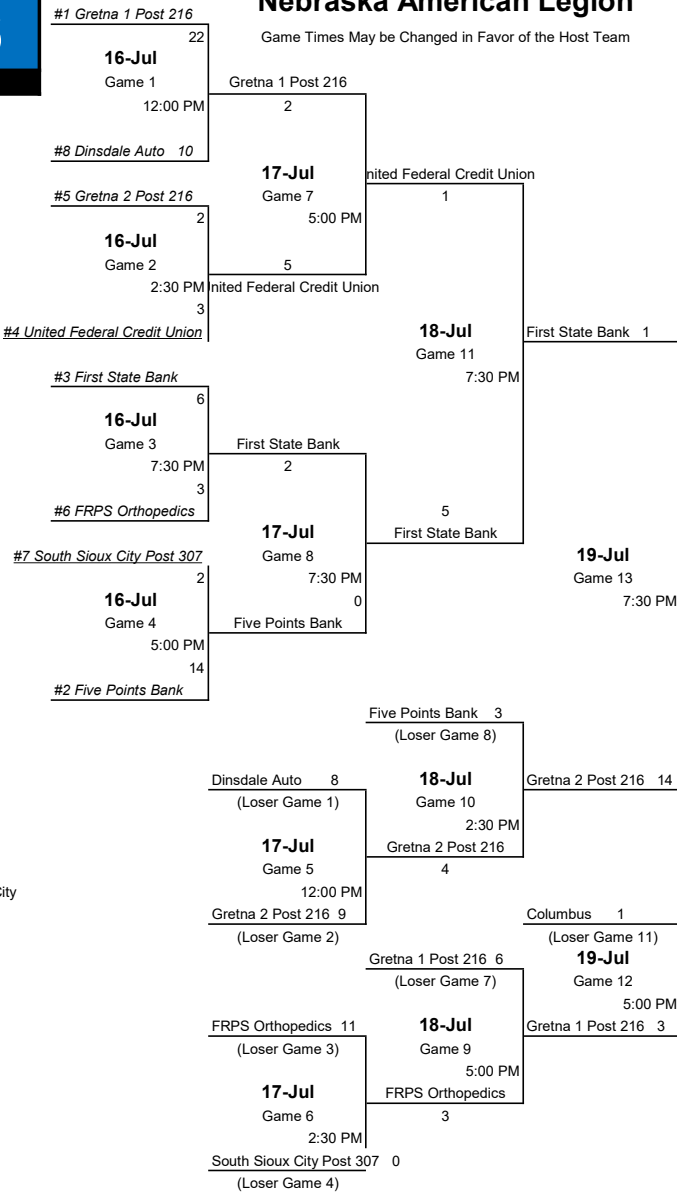 Nebraska American Legion
#1 Gretna 1 Post 216
22
Game Times May be Changed in Favor of the Host Team
16-Jul
Game 1
Gretna 1 Post 216
12:00 PM
2
#8 Dinsdale Auto 10
17-Jul
nited Federal Credit Union
#5 Gretna 2 Post 216
Game 7
1
2
5:00 PM
16-Jul
Game 2
5
2:30 PM
nited Federal Credit Union
3
#4 United Federal Credit Union
18-Jul
First State Bank 1
Game 11
#3 First State Bank
7:30 PM
6
16-Jul
Game 3
First State Bank
7:30 PM
2
3
#6 FRPS Orthopedics
5
17-Jul
First State Bank
#7 South Sioux City Post 307
Game 8
19-Jul
2
7:30 PM
Game 13
16-Jul
0
7:30 PM
Game 4
Five Points Bank
5:00 PM
14
#2 Five Points Bank
Five Points Bank 3
(Loser Game 8)
Dinsdale Auto 8
18-Jul
Gretna 2 Post 216 14
(Loser Game 1)
Game 10
2:30 PM
17-Jul
Gretna 2 Post 216
Game 5
4
12:00 PM
City
Gretna 2 Post 216 9
Columbus 1
(Loser Game 2)
(Loser Game 11)
Gretna 1 Post 216 6
19-Jul
(Loser Game 7)
Game 12
5:00 PM
FRPS Orthopedics 11
18-Jul
Gretna 1 Post 216 3
(Loser Game 3)
Game 9
5:00 PM
17-Jul
FRPS Orthopedics
Game 6
3
2:30 PM
South Sioux City Post 307 0
(Loser Game 4)